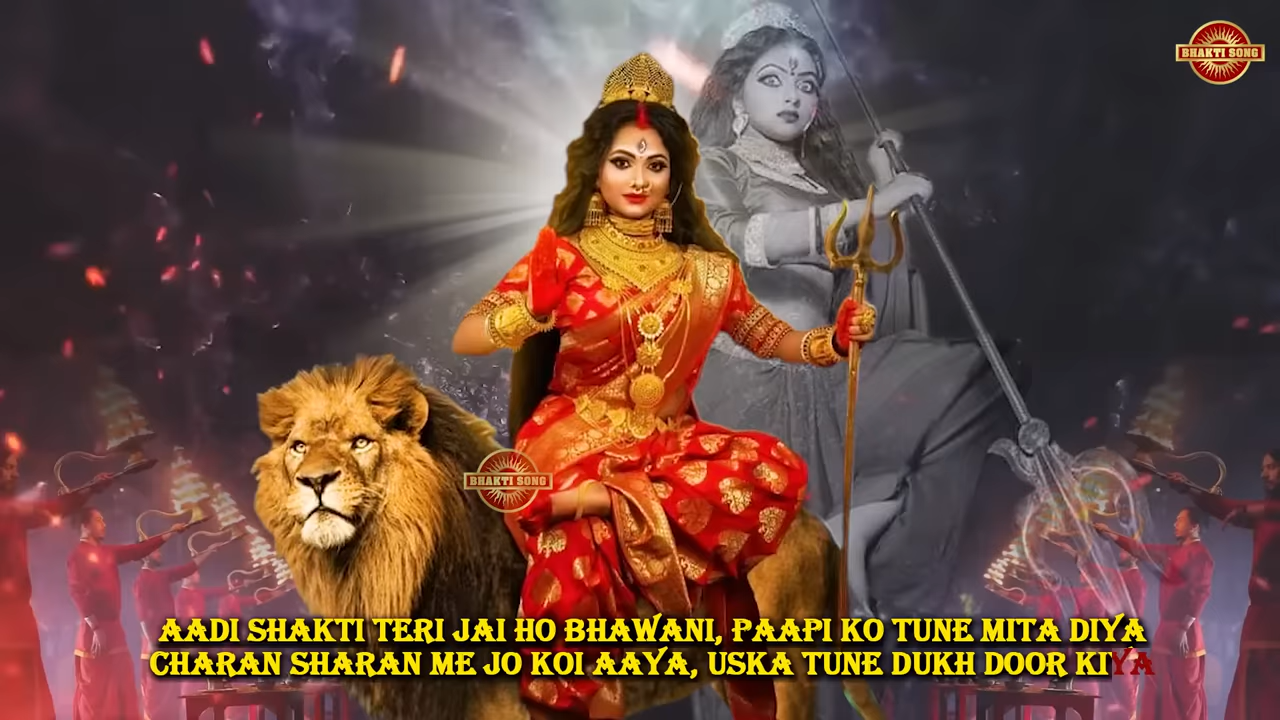 BHAKTI SONG
BHAKTI SONG
AADI SHAKTI TERI JAI HO BHAWANI, PAAPI KO TUNE MITA DIYA
CHARAN SHARAN ME JO KOI AAYA, USKA TUNE DUKH DOOR KIYA